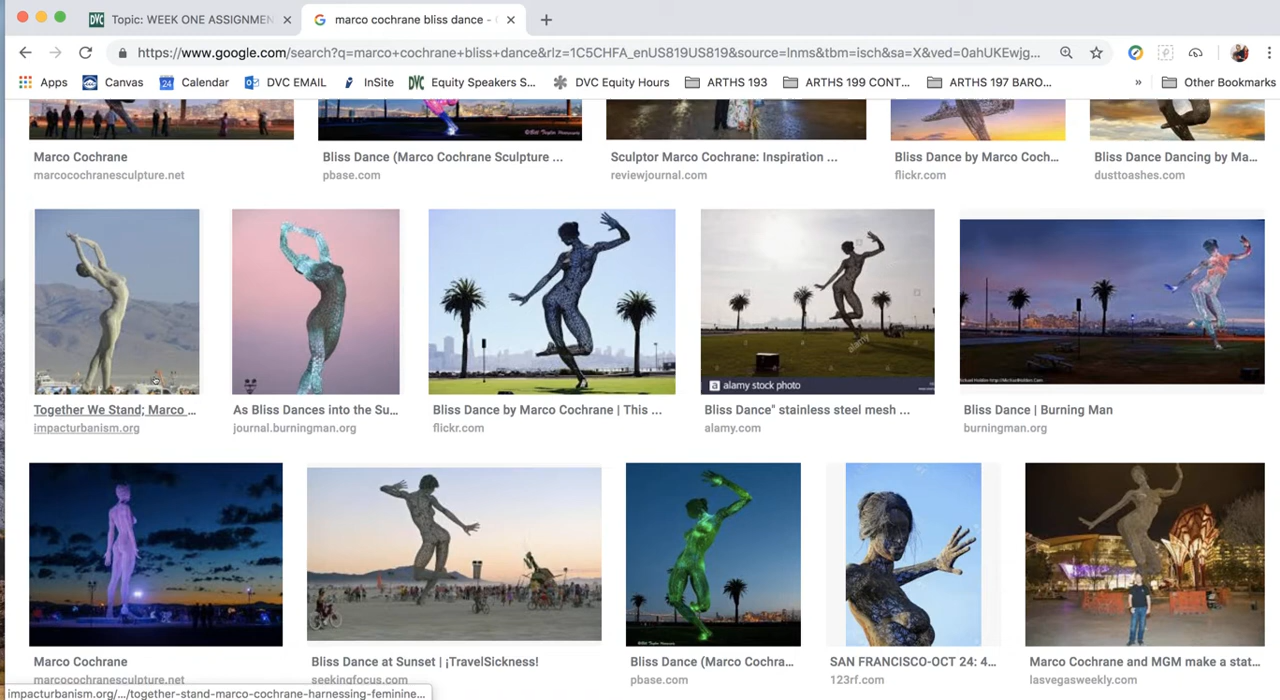 DVC Topic: WEEK ONE ASSIGNMEN
marco cochrane bliss dance -
https://www.google.com/search?q=marco+cochrane+bliss+dance&rlz=1C5CHFA_enUS819US819&source=lnms&tbm=isch&sa=X&ved=0ahUKEwjg...
Apps Canvas 24 Calendar DVC EMAIL InSite DVC Equity Speakers S... DVC Equity Hours ARTHS 193 ARTHS 199 CONT... ARTHS 197 BARO... » Other Bookmarks
Marco Cochrane
marcocochranesculpture.net
Bliss Dance (Marco Cochrane Sculpture ...
pbase.com
Sculptor Marco Cochrane: Inspiration ...
reviewjournal.com
Bliss Dance by Marco Coch...
flickr.com
Bliss Dance Dancing by Ma...
dusttoashes.com
Together We Stand; Marco ...
impacturbanism.org
As Bliss Dances into the Su...
journal.burningman.org
Bliss Dance by Marco Cochrane | This ...
flickr.com
a alamy stock photo
alamy
Bliss Dance" stainless steel mesh ...
alamy.com
Bliss Dance | Burning Man
burningman.org
Marco Cochrane
marcocochranesculpture.net
Bliss Dance at Sunset | ¡TravelSickness!
seekingfocus.com
Bliss Dance (Marco Cochra...
pbase.com
SAN FRANCISCO-OCT 24: 4...
123rf.com
Marco Cochrane and MGM make a stat...
lasvegasweekly.com
impacturbanism.org/.../together-stand-marco-cochrane-harnessing-feminine...